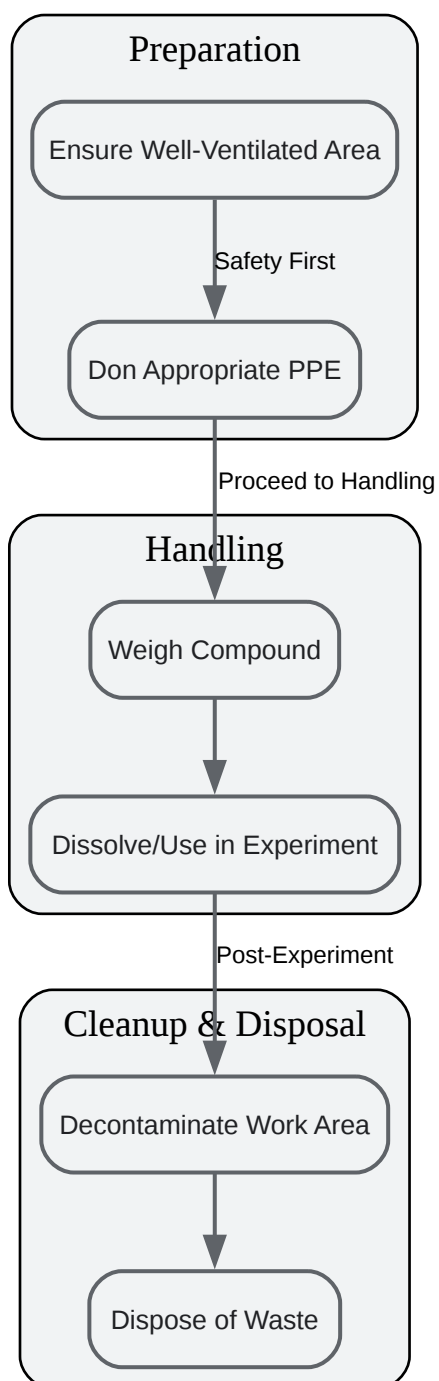 Preparation
Ensure Well-Ventilated Area
Safety First
Don Appropriate PPE
Proceed to Handling
Handling
Weigh Compound
Dissolve/Use in Experiment
Post-Experiment
Cleanup & Disposal
Decontaminate Work Area
Dispose of Waste